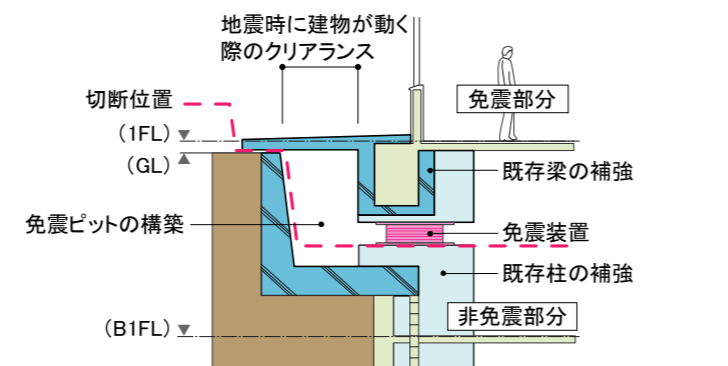 地震時に建物が動く
際のクリアランス
切断位置
免震部分
(1FL)
(GL)
既存梁の補強
免震ピットの構築
免震装置
既存柱の補強
非免震部分
(B1FL)